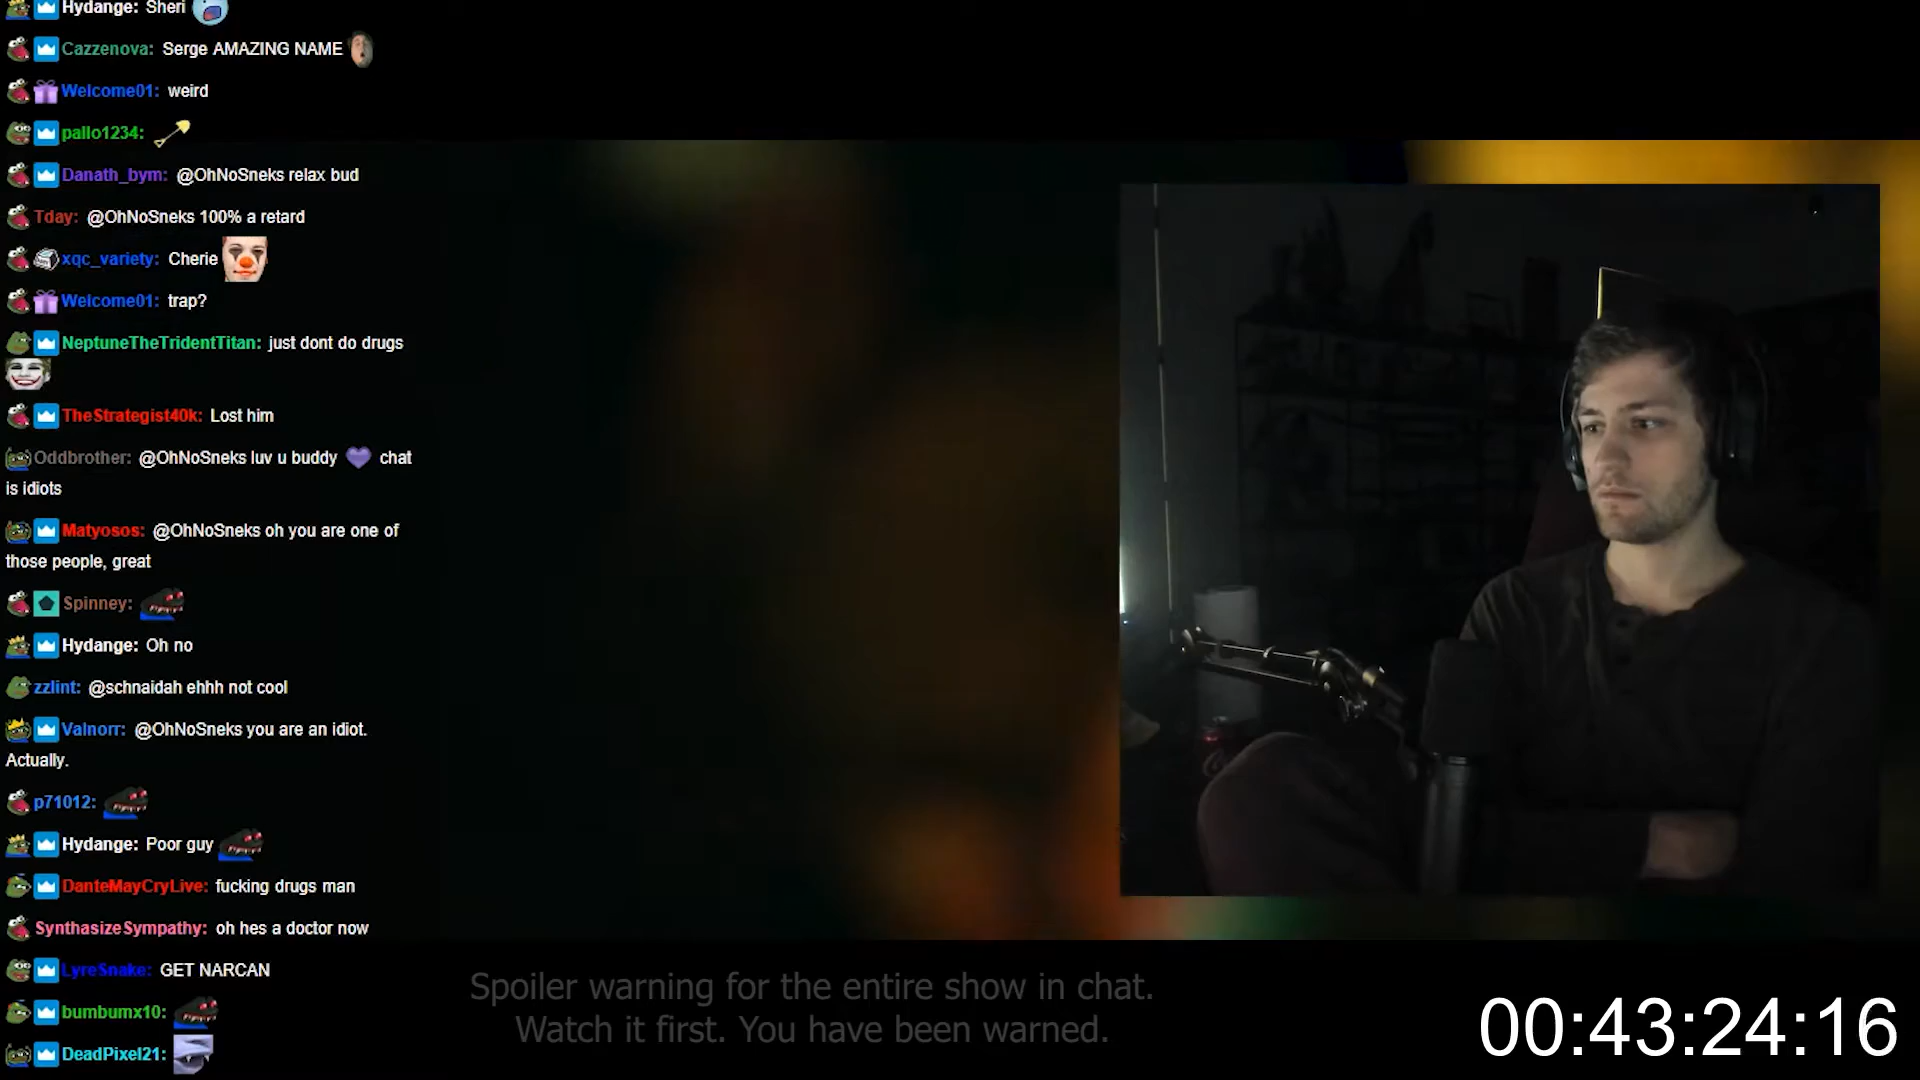 Hydange: Sheri
Cazzenova: Serge AMAZING NAME
Welcome01: weird
pallo1234:
Danath_bym: @OhNoSneks relax bud
Tday: @OhNoSneks 100% a retard
xqc_variety: Cherie
Welcome01: trap?
NeptuneTheTridentTitan: just dont do drugs
TheStrategist40k: Lost him
Oddbrother: @OhNoSneks luv u buddy chat
is idiots
Matyosos: @OhNoSneks oh you are one of
those people, great
Spinney:
Hydange: Oh no
zzlint: @schnaidah ehhh not cool
Valnorr: @OhNoSneks you are an idiot.
Actually.
p71012:
Hydange: Poor guy
DanteMayCryLive: fucking drugs man
SynthasizeSympathy: oh hes a doctor now
LyreSnake: GET NARCAN
bumbumx10:
DeadPixel21:
Spoiler warning for the entire show in chat.
Watch it first. You have been warned.
00:43:24:16